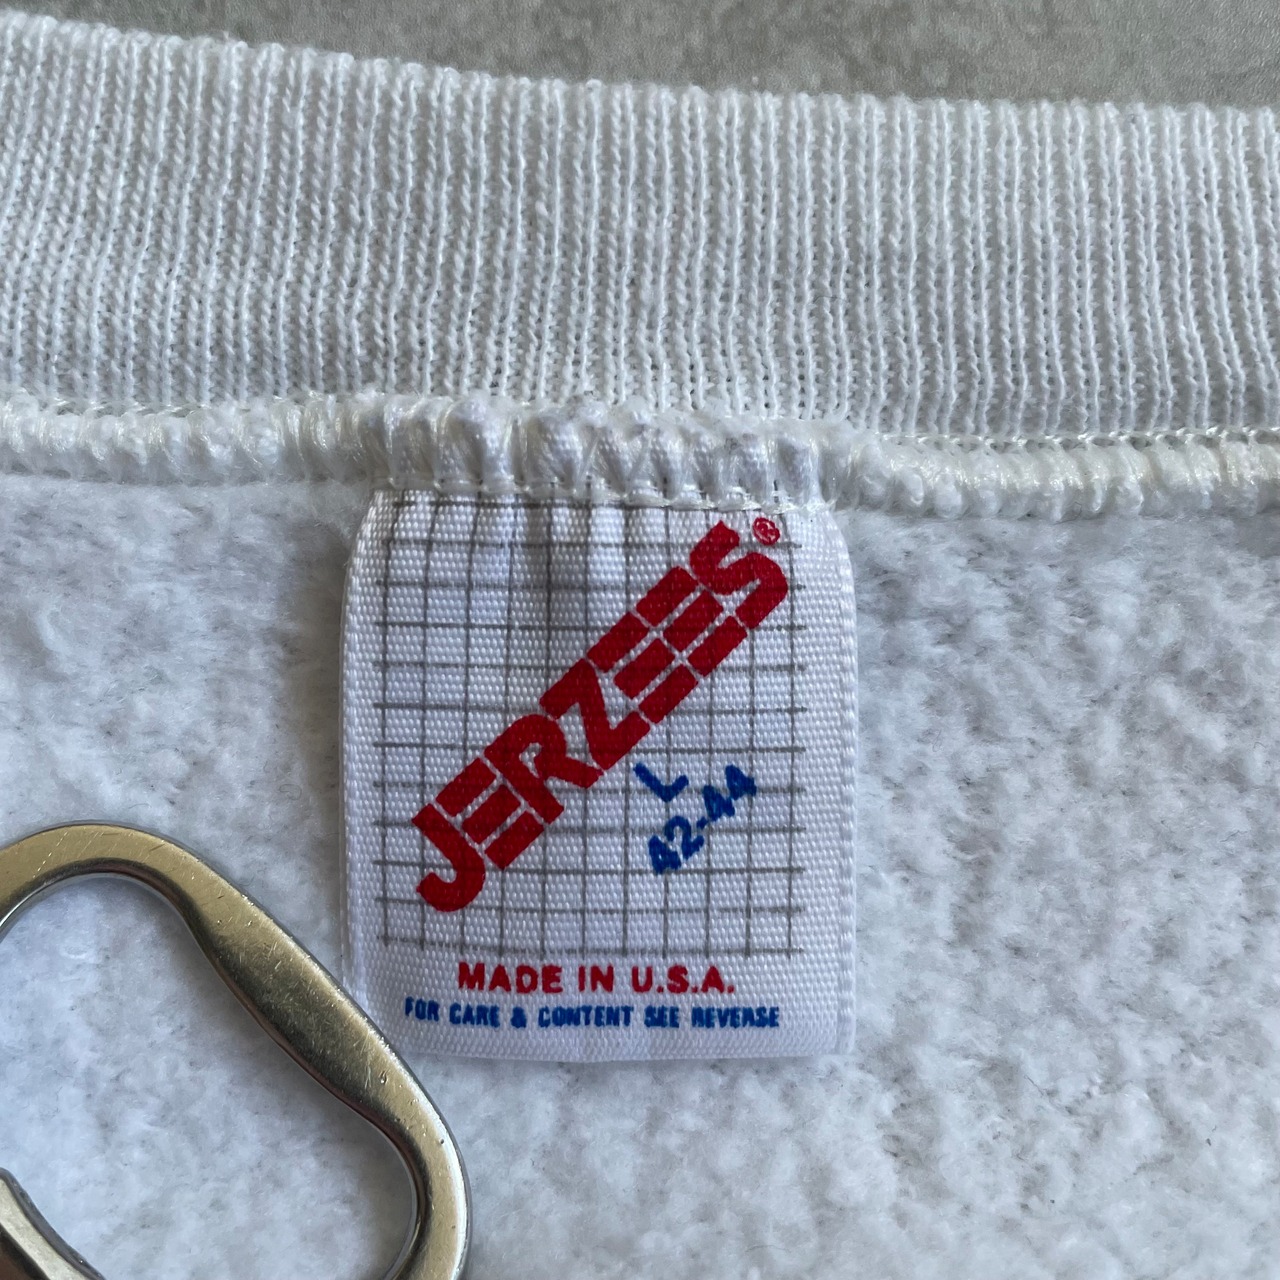 JERZEES®
L
42-44
MADE IN U.S.A.
FOR CARE & CONTENT SEE REVERSE